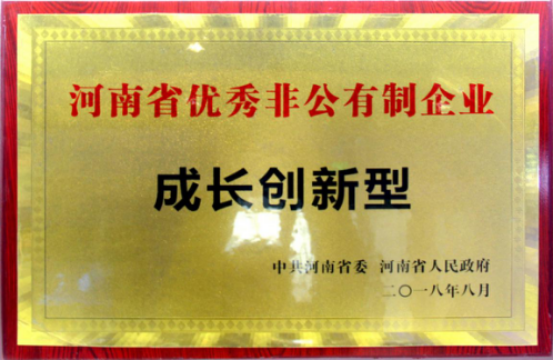 河南省优秀非公有制企业
成长创新型
中共河南省委 河南省人民政府
二〇一八年八月